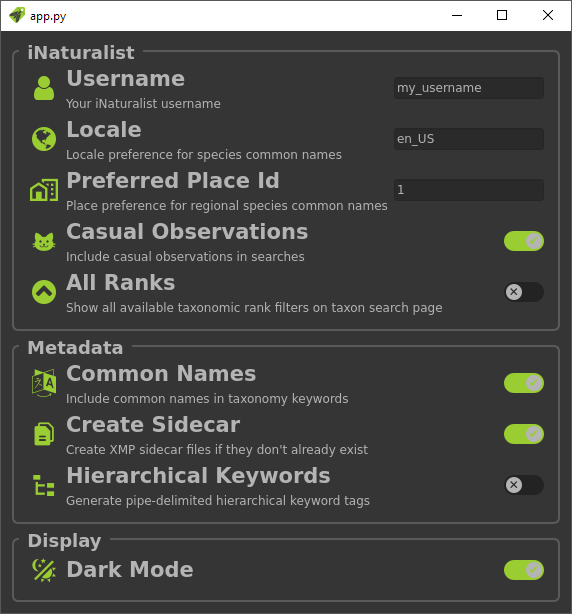 app.py
iNaturalist
Username
Your iNaturalist username
my_username
Locale
Locale preference for species common names
en_US
Preferred Place Id
Place preference for regional species common names
1
Casual Observations
Include casual observations in searches
All Ranks
Show all available taxonomic rank filters on taxon search page
Metadata
Common Names
Include common names in taxonomy keywords
Create Sidecar
Create XMP sidecar files if they don't already exist
Hierarchical Keywords
Generate pipe-delimited hierarchical keyword tags
Display
Dark Mode